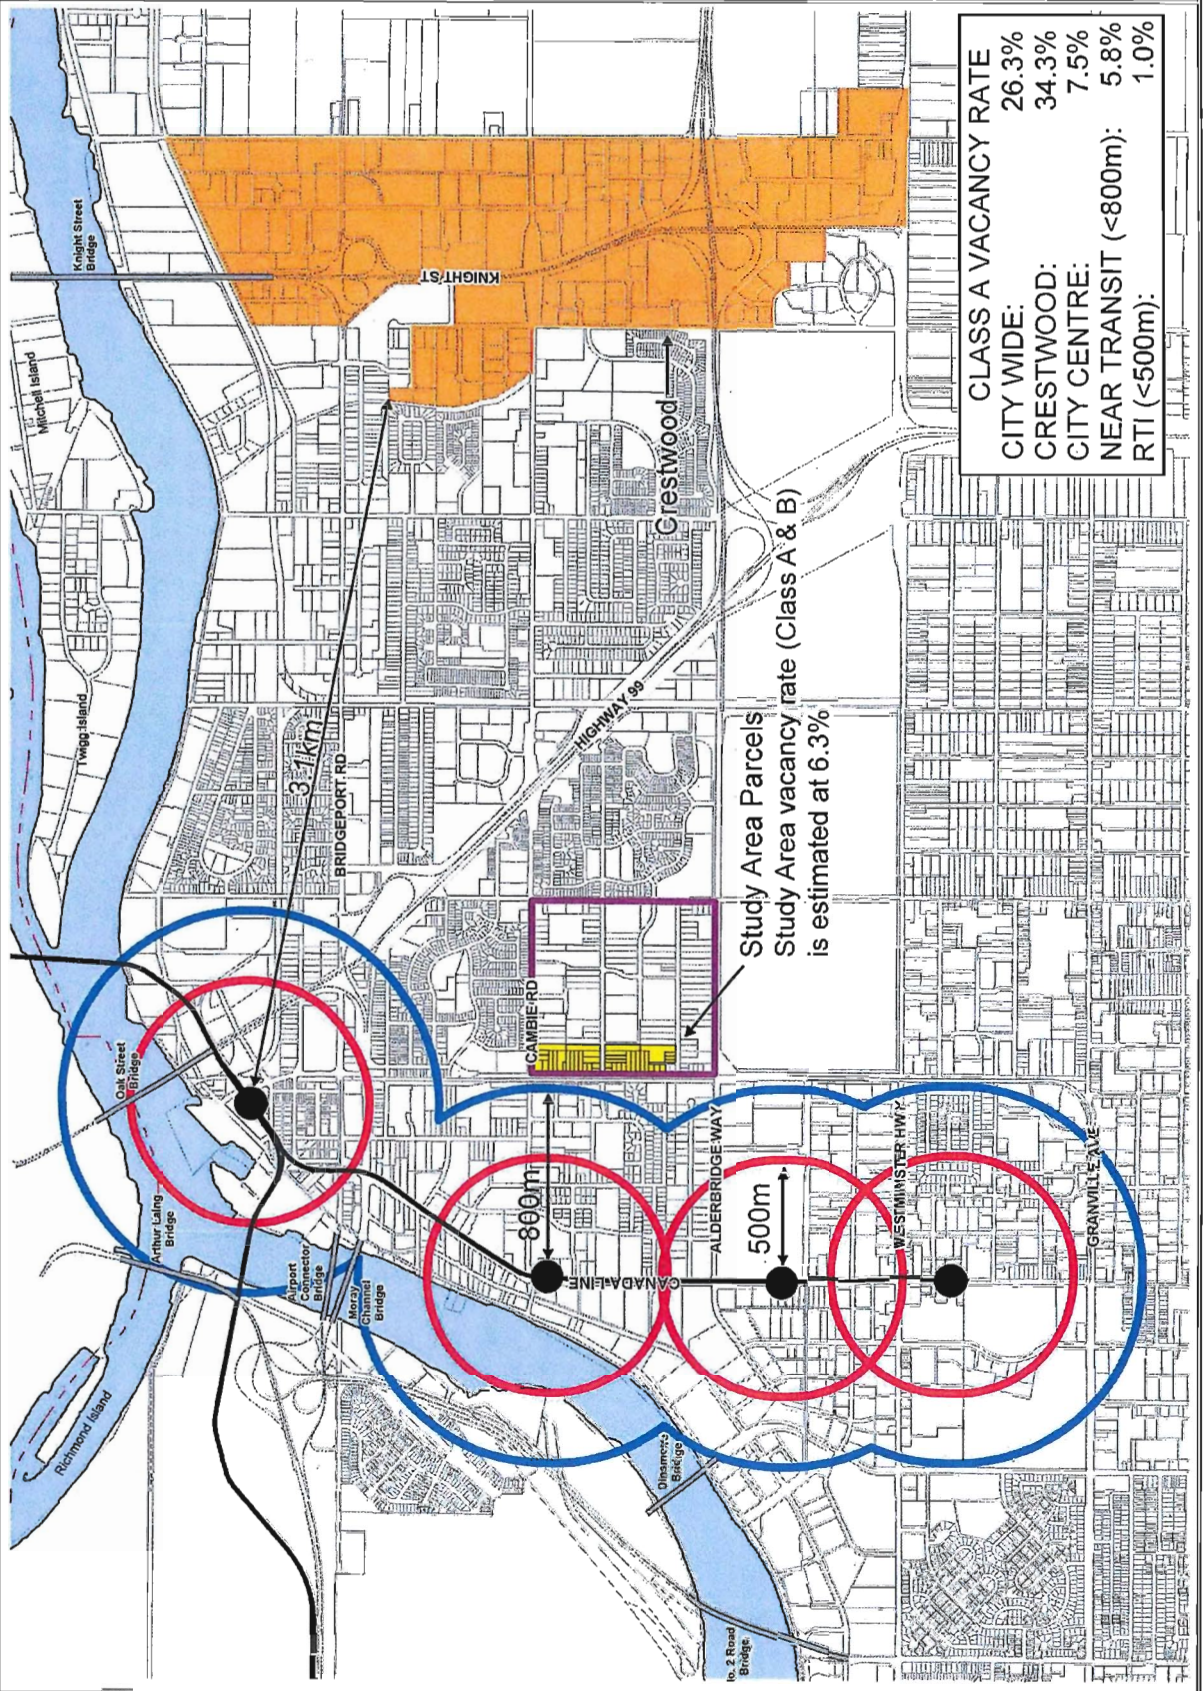 Knight Street
Bridge
Mitchell Island
Twigg Island
Richmond Island
Oak Street
Bridge
Arthur Laing
Bridge
Airport
Connector
Bridge
Moray
Channel
Bridge
Dinsmore
Bridge
No. 2 Road
Bridge
KNIGHT ST
BRIDGEPORT RD
3.1km
HIGHWAY 99
CAMBIE RD
ALDERBRIDGE WAY
WESTMINSTER HWY
GRANVILLE AVE
CANADA LINE
800m
500m
Crestwood
Study Area Parcels
Study Area vacancy rate (Class A & B)
is estimated at 6.3%
CLASS A VACANCY RATE
CITY WIDE: 26.3%
CRESTWOOD: 34.3%
CITY CENTRE: 7.5%
NEAR TRANSIT (<800m): 5.8%
RTI (<500m): 1.0%